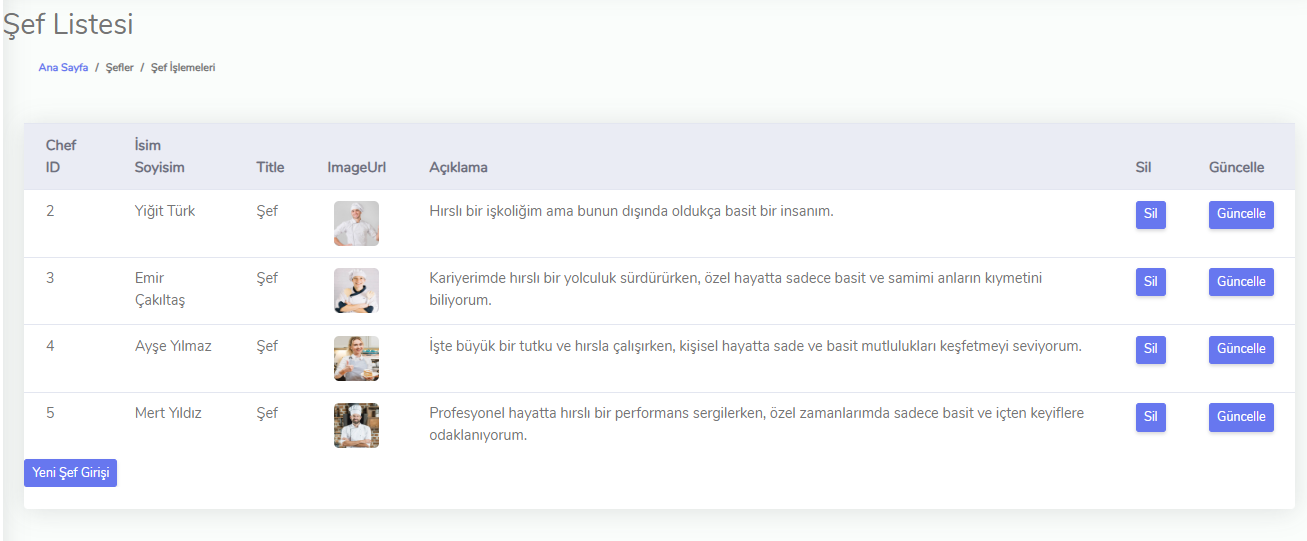 Şef Listesi
Ana Sayfa / Şefler / Şef İşlemeleri
Chef ID İsim Soyisim Title ImageUrl Açıklama Sil Güncelle
2 Yiğit Türk Şef Hırslı bir işkoliğim ama bunun dışında oldukça basit bir insanım. Sil Güncelle
3 Emir Şef Kariyerimde hırslı bir yolculuk sürdürürken, özel hayatta sadece basit ve samimi anların kıymetini Sil Güncelle
Çakıltaş biliyorum.
4 Ayşe Yılmaz Şef İşte büyük bir tutku ve hırsla çalışırken, kişisel hayatta sade ve basit mutlulukları keşfetmeyi seviyorum. Sil Güncelle
5 Mert Yıldız Şef Profesyonel hayatta hırslı bir performans sergilerken, özel zamanlarımda sadece basit ve içten keyiflere Sil Güncelle
odaklanıyorum.
Yeni Şef Girişi